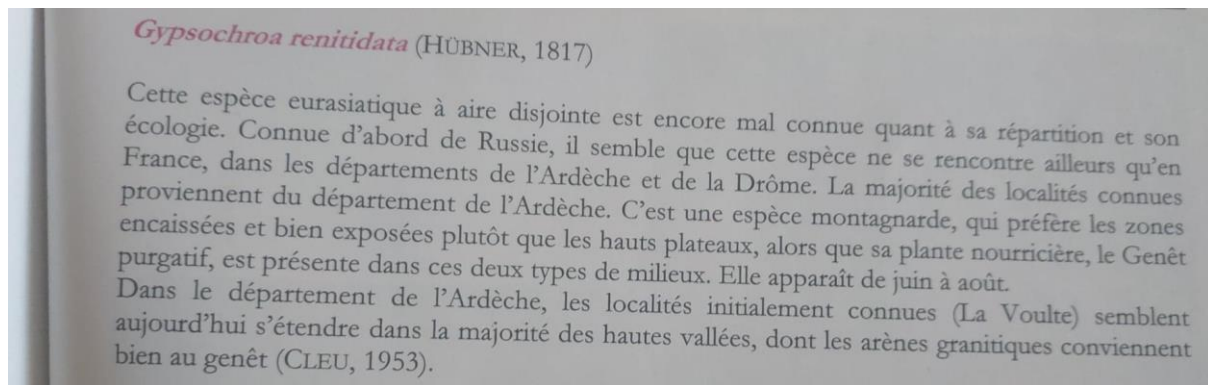 Gypsochroa renitidata (HÜBNER, 1817)
Cette espèce eurasiatique à aire disjointe est encore mal connue quant à sa répartition et son
écologie. Connue d'abord de Russie, il semble que cette espèce ne se rencontre ailleurs qu'en
France, dans les départements de l'Ardèche et de la Drôme. La majorité des localités connues
proviennent du département de l'Ardèche. C'est une espèce montagnarde, qui préfère les zones
encaissées et bien exposées plutôt que les hauts plateaux, alors que sa plante nourricière, le Genêt
purgatif, est présente dans ces deux types de milieux. Elle apparaît de juin à août.
Dans le département de l'Ardèche, les localités initialement connues (La Voulte) semblent
aujourd'hui s'étendre dans la majorité des hautes vallées, dont les arènes granitiques conviennent
bien au genêt (CLEU, 1953).